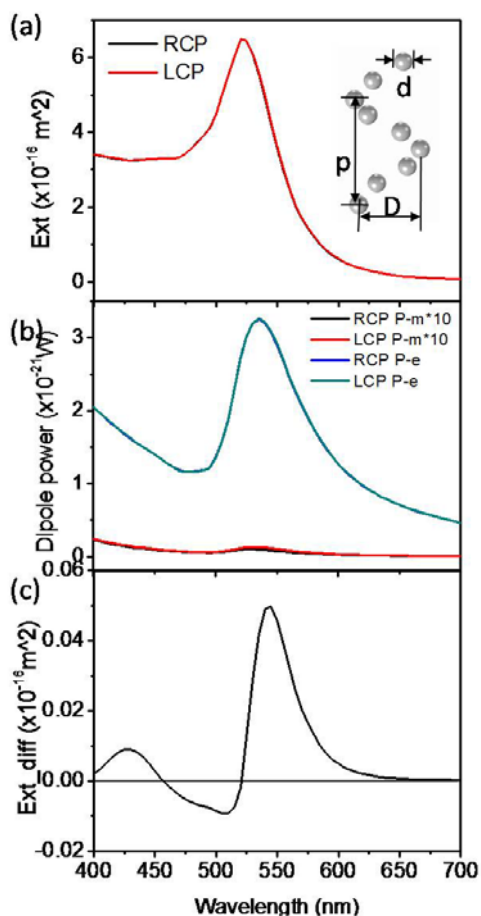 (a)
RCP
LCP
d
p
D
6
4
2
0
Ext (x10⁻¹⁶ m^2)
(b)
RCP P-m*10
LCP P-m*10
RCP P-e
LCP P-e
3
2
1
0
Dipole power (x10⁻²¹W)
(c)
0.06
0.04
0.02
0.00
-0.02
Ext_diff (x10⁻¹⁶m^2)
400 450 500 550 600 650 700
Wavelength (nm)